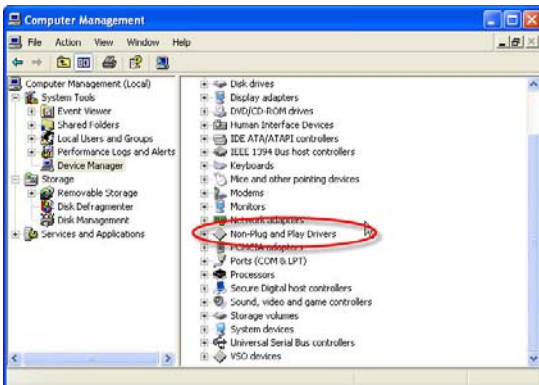 Computer Management
File Action View Window Help
Computer Management (Local)
System Tools
Event Viewer
Shared Folders
Local Users and Groups
Performance Logs and Alerts
Device Manager
Storage
Removable Storage
Disk Defragmenter
Disk Management
Services and Applications
Disk drives
Display adapters
DVD/CD-ROM drives
Human Interface Devices
IDE ATA/ATAPI controllers
IEEE 1394 Bus host controllers
Keyboards
Mice and other pointing devices
Modems
Monitors
Network adapters
Non-Plug and Play Drivers
PCMCIA adapters
Ports (COM & LPT)
Processors
Secure Digital host controllers
Sound, video and game controllers
Storage volumes
System devices
Universal Serial Bus controllers
VSO devices